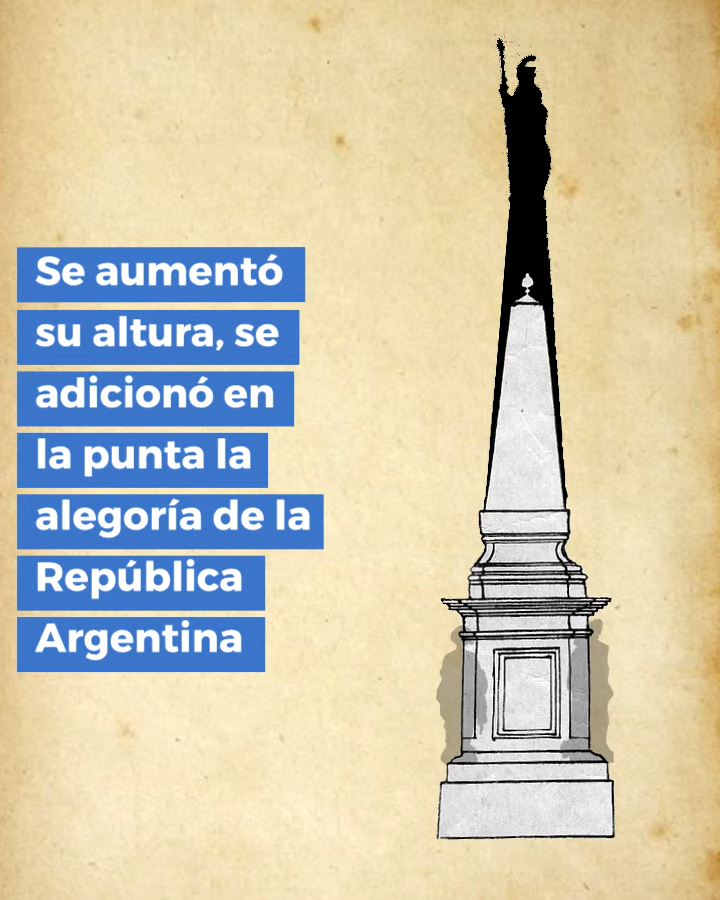 Se aumentó
su altura, se
adicionó en
la punta la
alegoría de la
República
Argentina